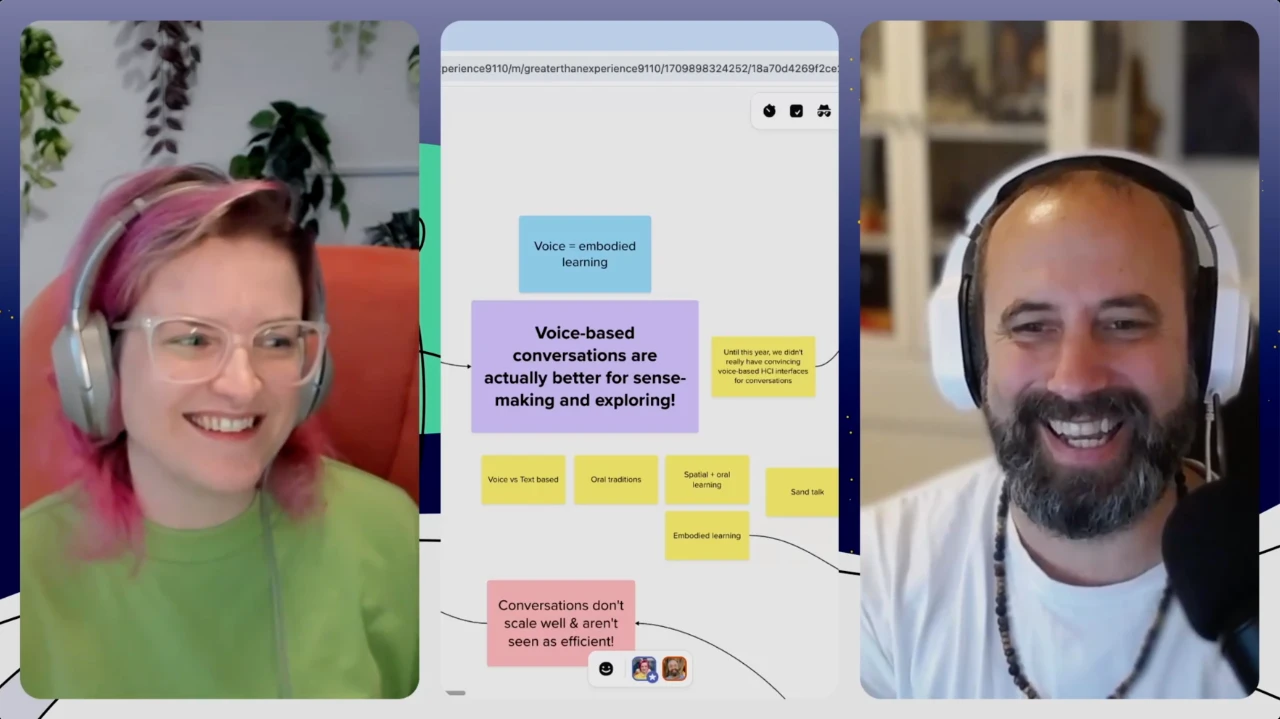 perience9110/m/greaterthanexperience9110/1709898324252/18a70d4269f2ce
Voice = embodied
learning
Voice-based
conversations are
actually better for sense-
making and exploring!
Until this year, we didn't
really have convincing
voice-based HCI interfaces
for conversations
Voice vs Text based
Oral traditions
Spatial + oral
learning
Sand talk
Embodied learning
Conversations don't
scale well & aren't
seen as efficient!